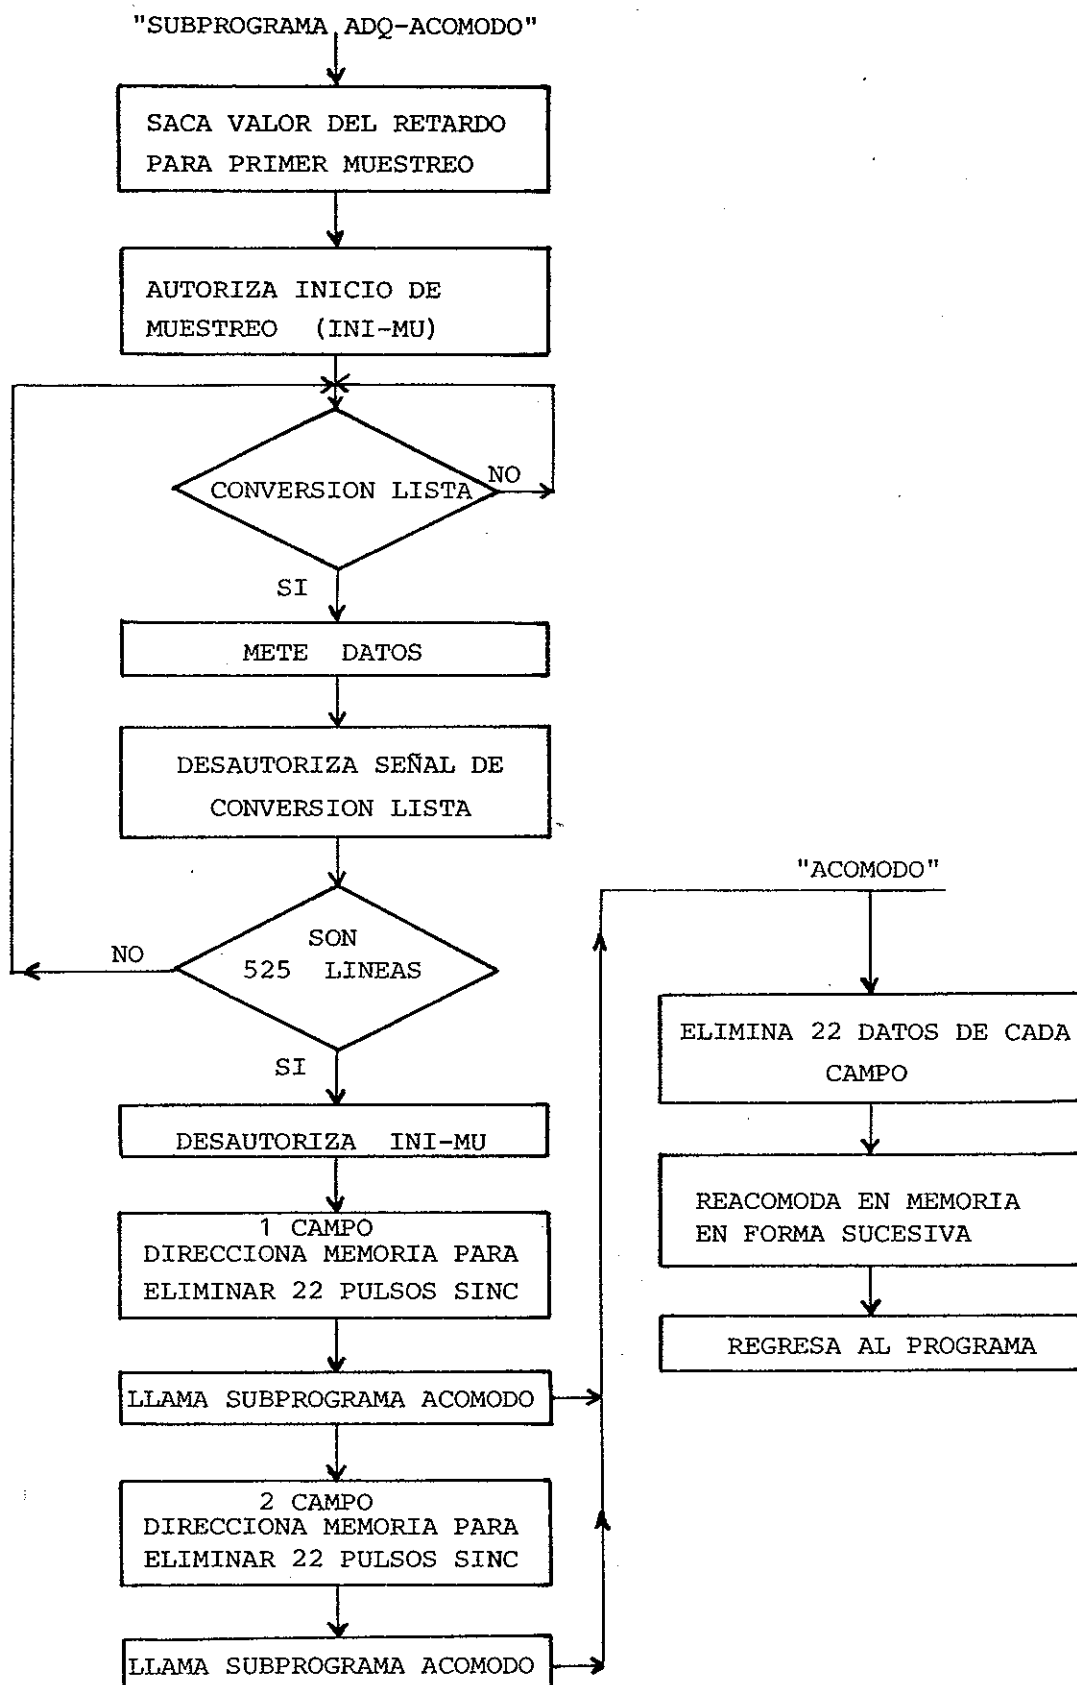 "SUBPROGRAMA ADQ-ACOMODO"
SACA VALOR DEL RETARDO
PARA PRIMER MUESTREO
AUTORIZA INICIO DE
MUESTREO (INI-MU)
CONVERSION LISTA
NO
SI
METE DATOS
DESAUTORIZA SEÑAL DE
CONVERSION LISTA
SON
525 LINEAS
NO
SI
DESAUTORIZA INI-MU
1 CAMPO
DIRECCIONA MEMORIA PARA
ELIMINAR 22 PULSOS SINC
LLAMA SUBPROGRAMA ACOMODO
2 CAMPO
DIRECCIONA MEMORIA PARA
ELIMINAR 22 PULSOS SINC
LLAMA SUBPROGRAMA ACOMODO
"ACOMODO"
ELIMINA 22 DATOS DE CADA
CAMPO
REACOMODA EN MEMORIA
EN FORMA SUCESIVA
REGRESA AL PROGRAMA